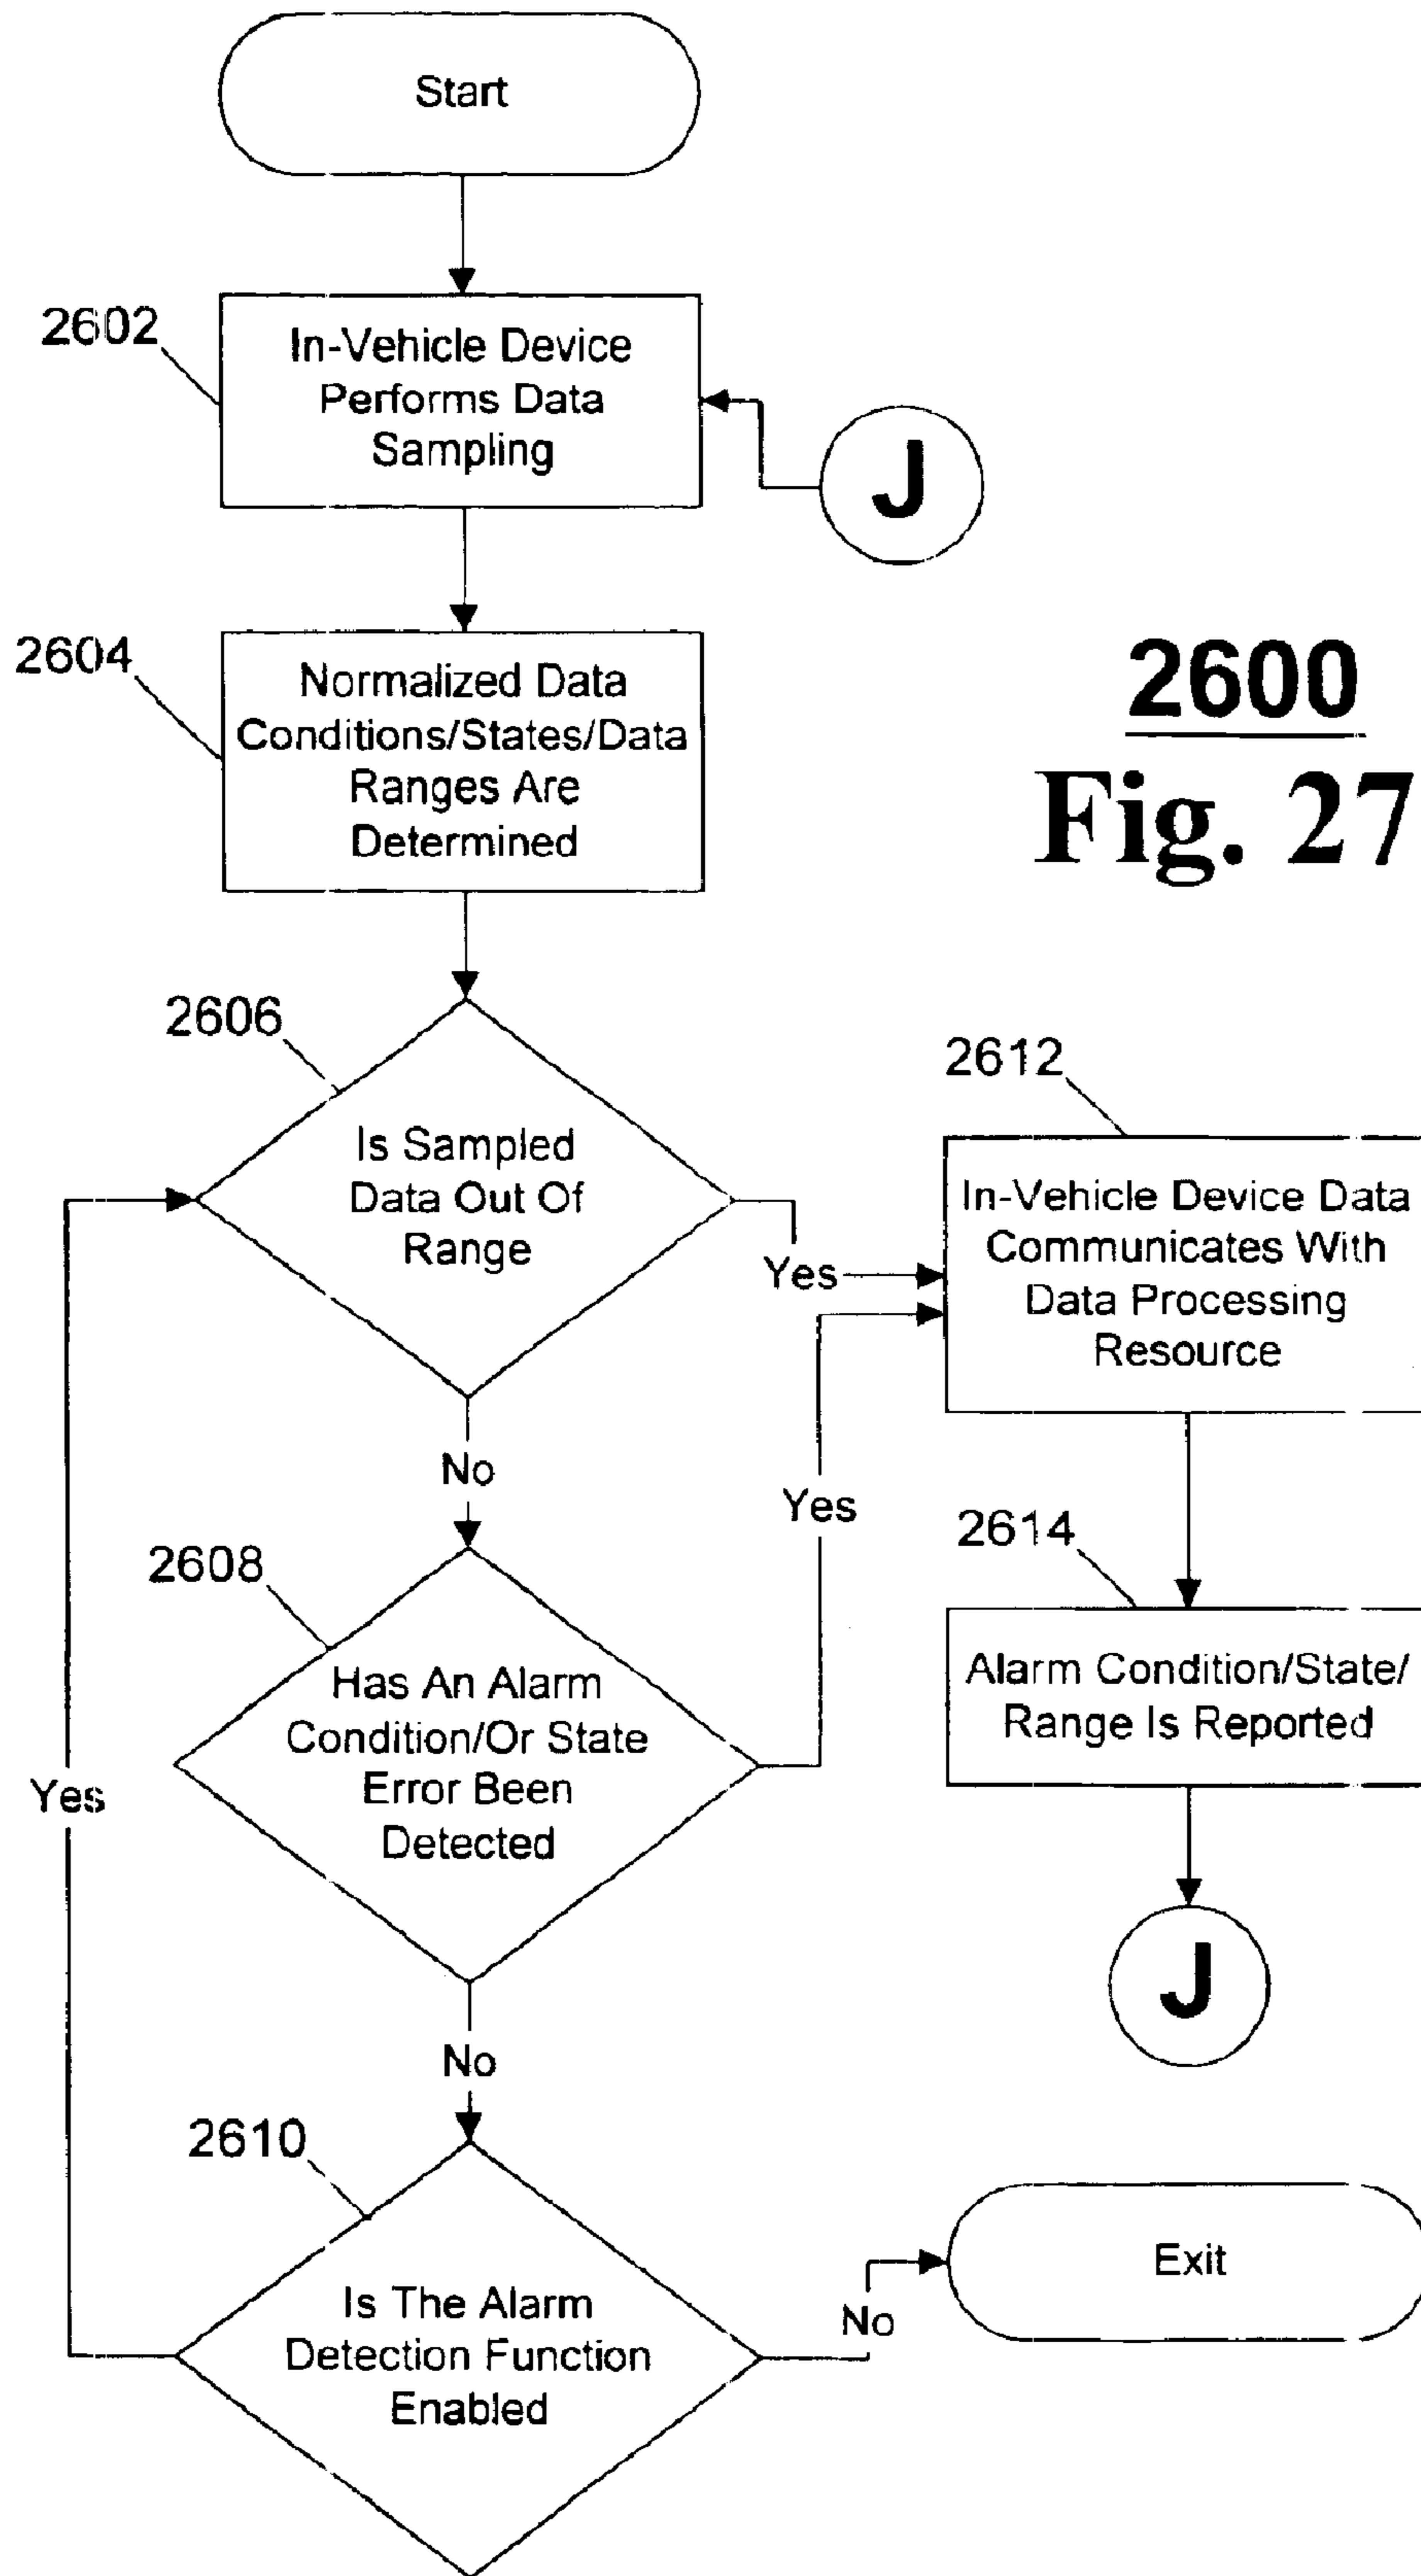 Start
2602
In-Vehicle Device
Performs Data
Sampling
J
2604
Normalized Data
Conditions/States/Data
Ranges Are
Determined
2600
Fig. 27
2606
Is Sampled
Data Out Of
Range
Yes
2612
In-Vehicle Device Data
Communicates With
Data Processing
Resource
No
Yes
2608
Has An Alarm
Condition/Or State
Error Been
Detected
2614
Alarm Condition/State/
Range Is Reported
Yes
J
No
2610
Is The Alarm
Detection Function
Enabled
No
Exit